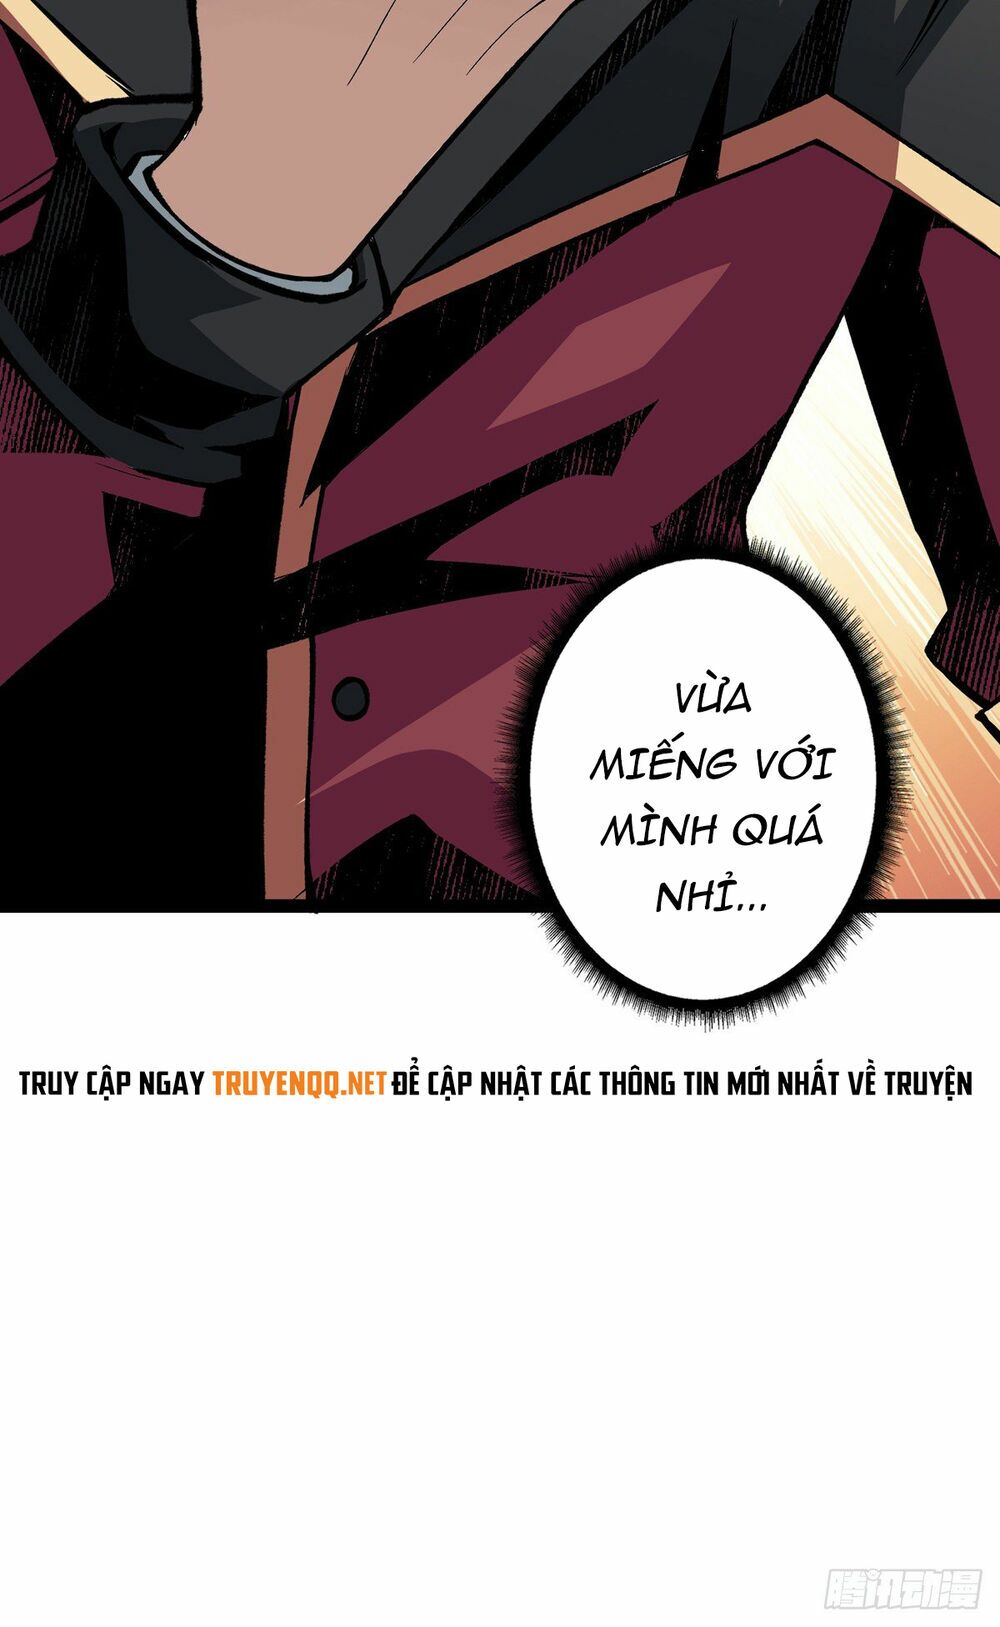 VỪA
MIẾNG VỚI
MÌNH QUÁ
NHỈ...
TRUY CẬP NGAY TRUYENQQ.NET ĐỂ CẬP NHẬT CÁC THÔNG TIN MỚI NHẤT VỀ TRUYỆN
腾讯动漫